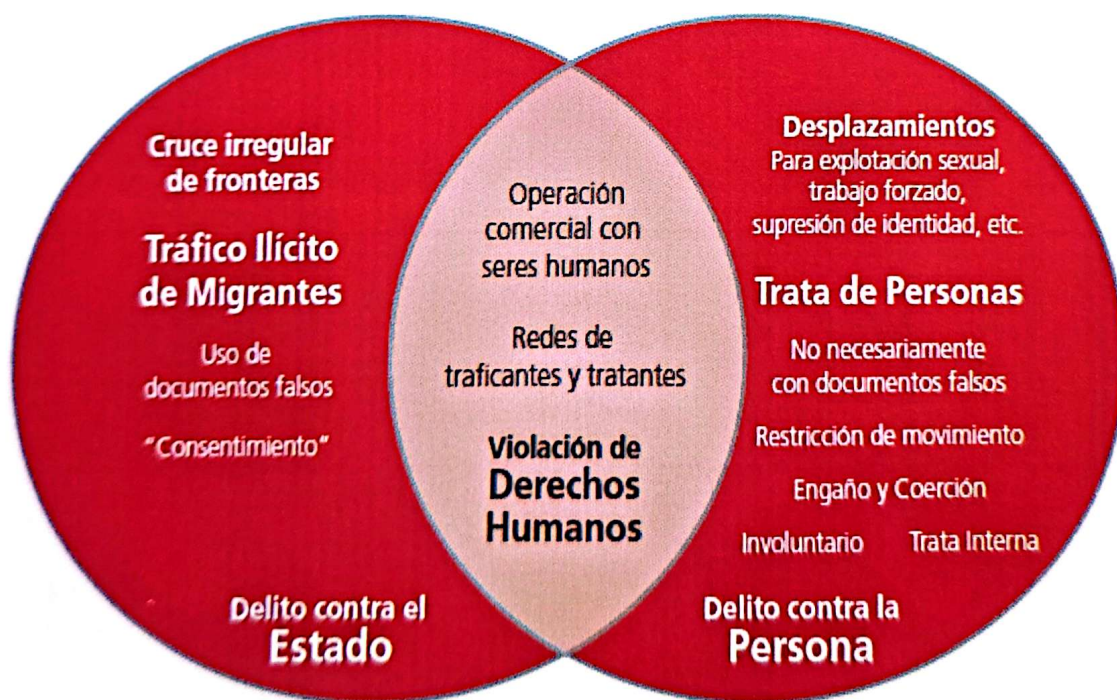 Cruce irregular
de fronteras
Tráfico Ilícito
de Migrantes
Uso de
documentos falsos
"Consentimiento"
Delito contra el
Estado
Operación
comercial con
seres humanos
Redes de
traficantes y tratantes
Violación de
Derechos
Humanos
Desplazamientos
Para explotación sexual,
trabajo forzado,
supresión de identidad, etc.
Trata de Personas
No necesariamente
con documentos falsos
Restricción de movimiento
Engaño y Coerción
Involuntario Trata Interna
Delito contra la
Persona